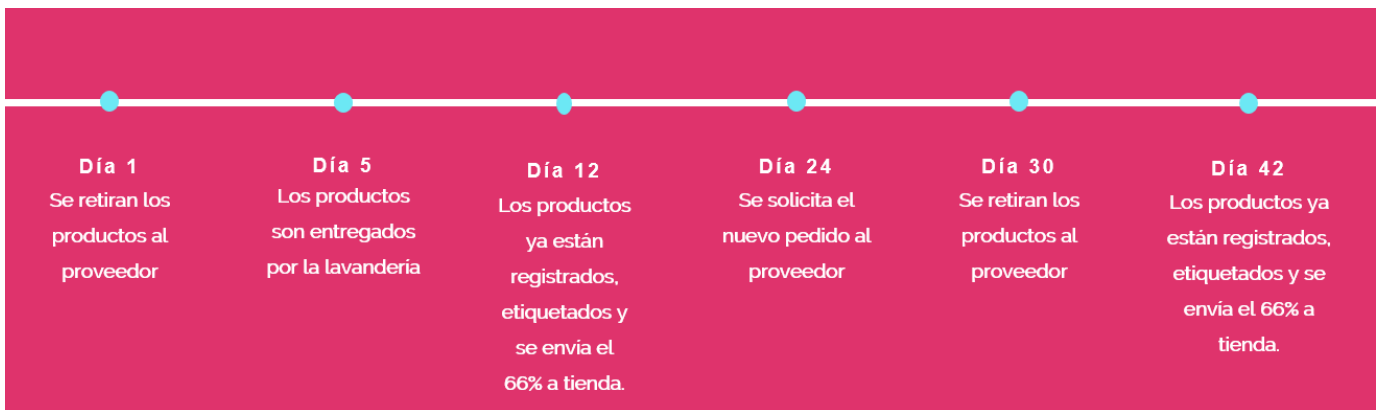 Día 1
Se retiran los
productos al
proveedor
Día 5
Los productos
son entregados
por la lavandería
Día 12
Los productos
ya están
registrados,
etiquetados y
se envía el
66% a tienda.
Día 24
Se solicita el
nuevo pedido al
proveedor
Día 30
Se retiran los
productos al
proveedor
Día 42
Los productos ya
están registrados,
etiquetados y se
envía el 66% a
tienda.